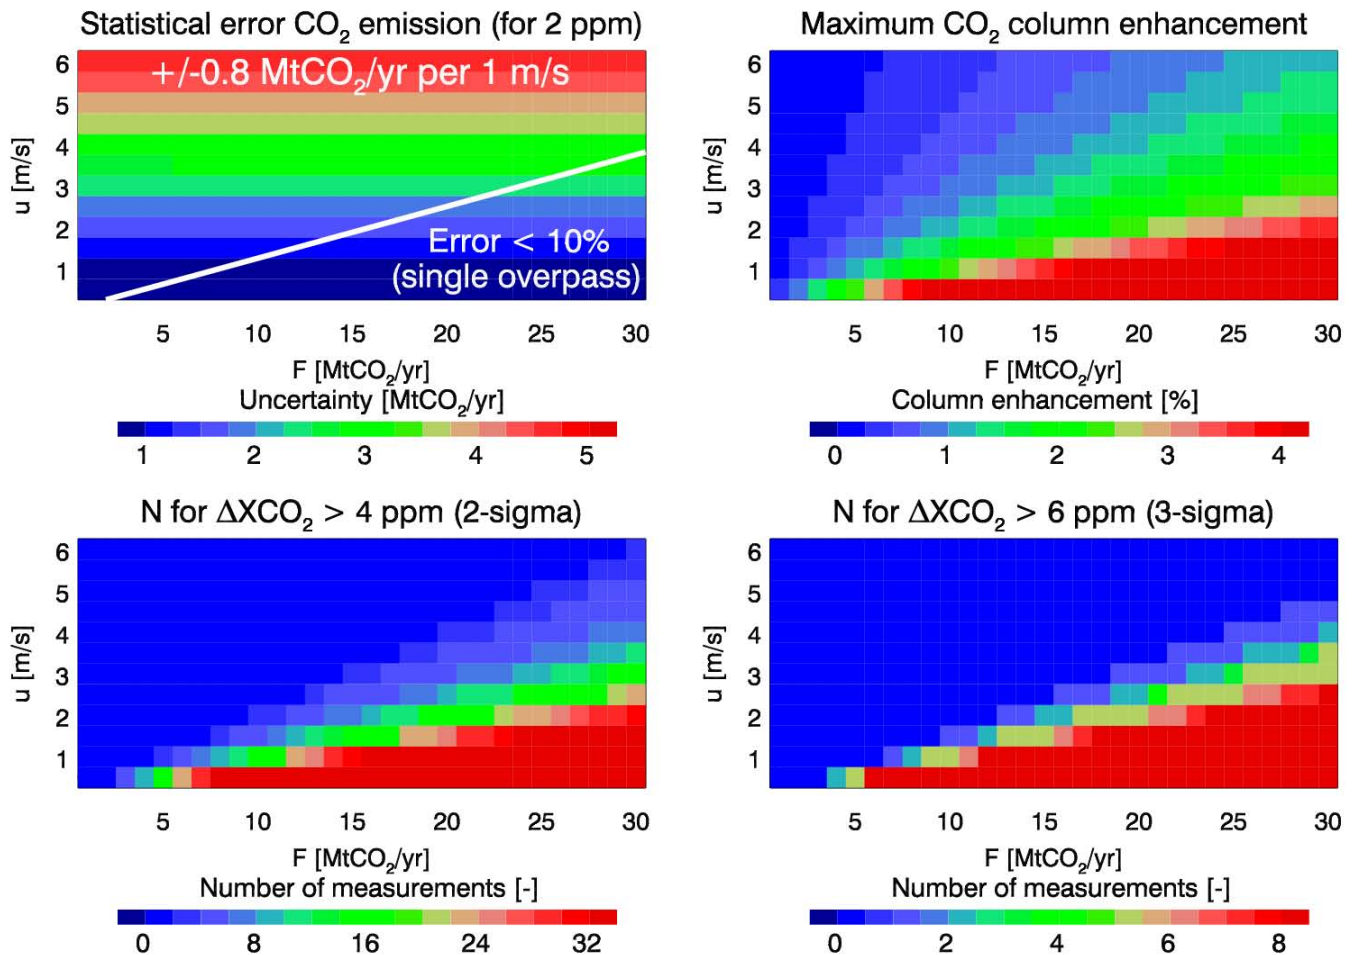 Statistical error CO₂ emission (for 2 ppm)
+/-0.8 MtCO₂/yr per 1 m/s
Error < 10%
(single overpass)
u [m/s]
6
5
4
3
2
1
5 10 15 20 25 30
F [MtCO₂/yr]
Uncertainty [MtCO₂/yr]
1 2 3 4 5
Maximum CO₂ column enhancement
u [m/s]
6
5
4
3
2
1
5 10 15 20 25 30
F [MtCO₂/yr]
Column enhancement [%]
0 1 2 3 4
N for ΔXCO₂ > 4 ppm (2-sigma)
u [m/s]
6
5
4
3
2
1
5 10 15 20 25 30
F [MtCO₂/yr]
Number of measurements [-]
0 8 16 24 32
N for ΔXCO₂ > 6 ppm (3-sigma)
u [m/s]
6
5
4
3
2
1
5 10 15 20 25 30
F [MtCO₂/yr]
Number of measurements [-]
0 2 4 6 8